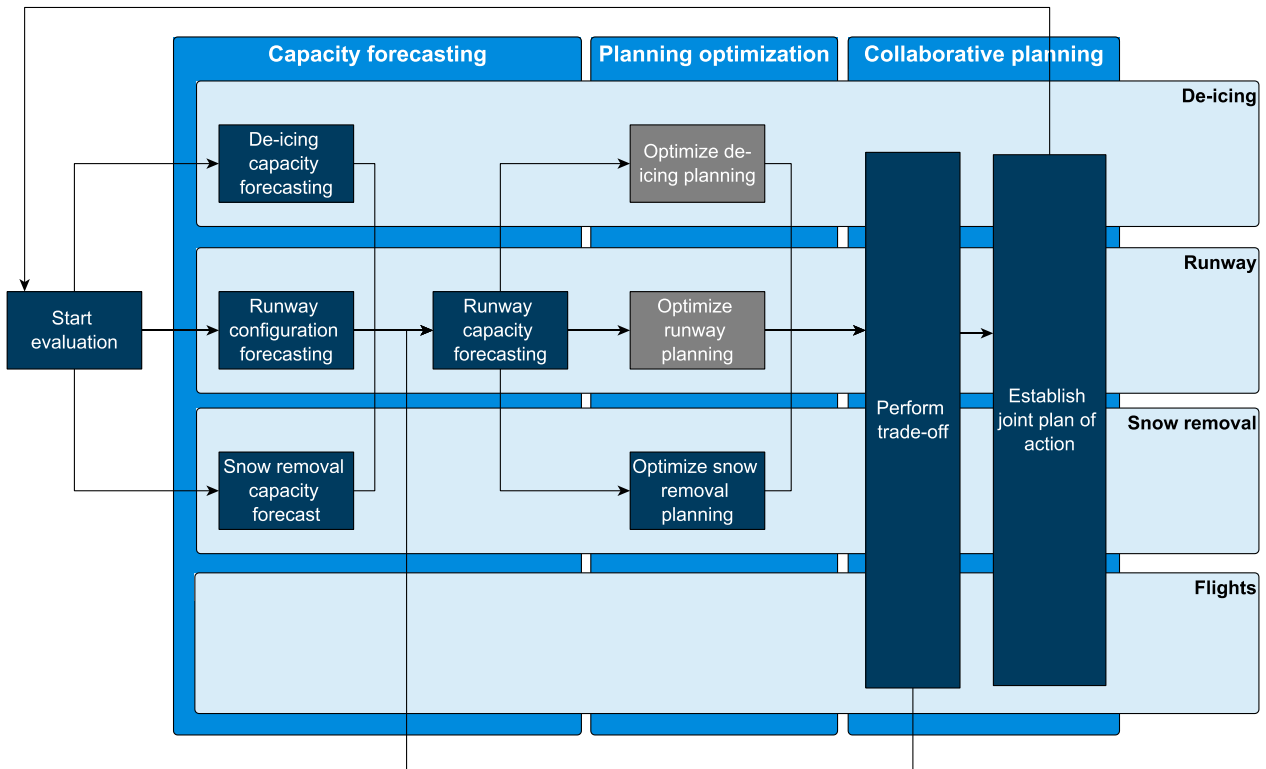 Capacity forecasting
Planning optimization
Collaborative planning
De-icing
De-icing
capacity
forecasting
Optimize de-
icing planning
Runway
Start
evaluation
Runway
configuration
forecasting
Runway
capacity
forecasting
Optimize
runway
planning
Perform
trade-off
Establish
joint plan of
action
Snow removal
Snow removal
capacity
forecast
Optimize snow
removal
planning
Flights